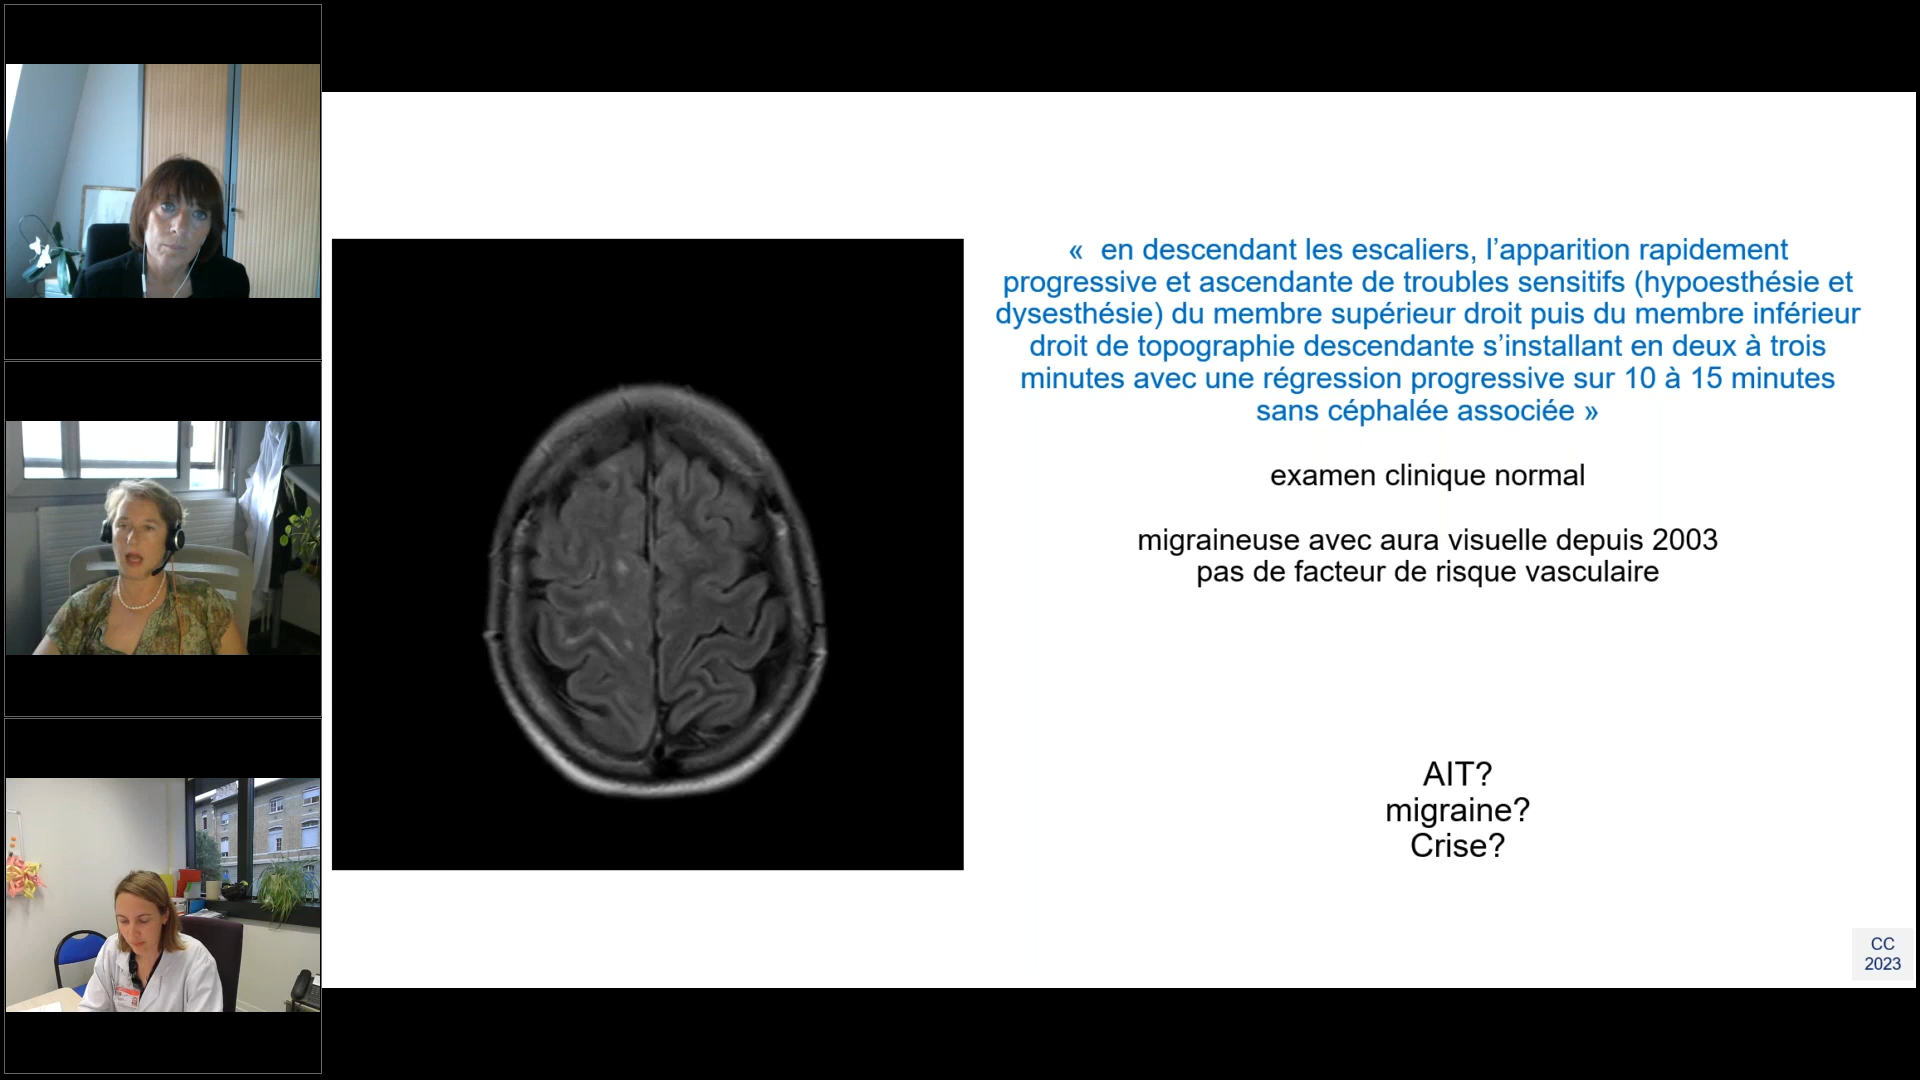 «  en descendant les escaliers, l’apparition rapidement
progressive et ascendante de troubles sensitifs (hypoesthésie et
dysesthésie) du membre supérieur droit puis du membre inférieur
droit de topographie descendante s’installant en deux à trois
minutes avec une régression progressive sur 10 à 15 minutes
sans céphalée associée »
examen clinique normal
migraineuse avec aura visuelle depuis 2003
pas de facteur de risque vasculaire
AIT?
migraine?
Crise?
CC
2023